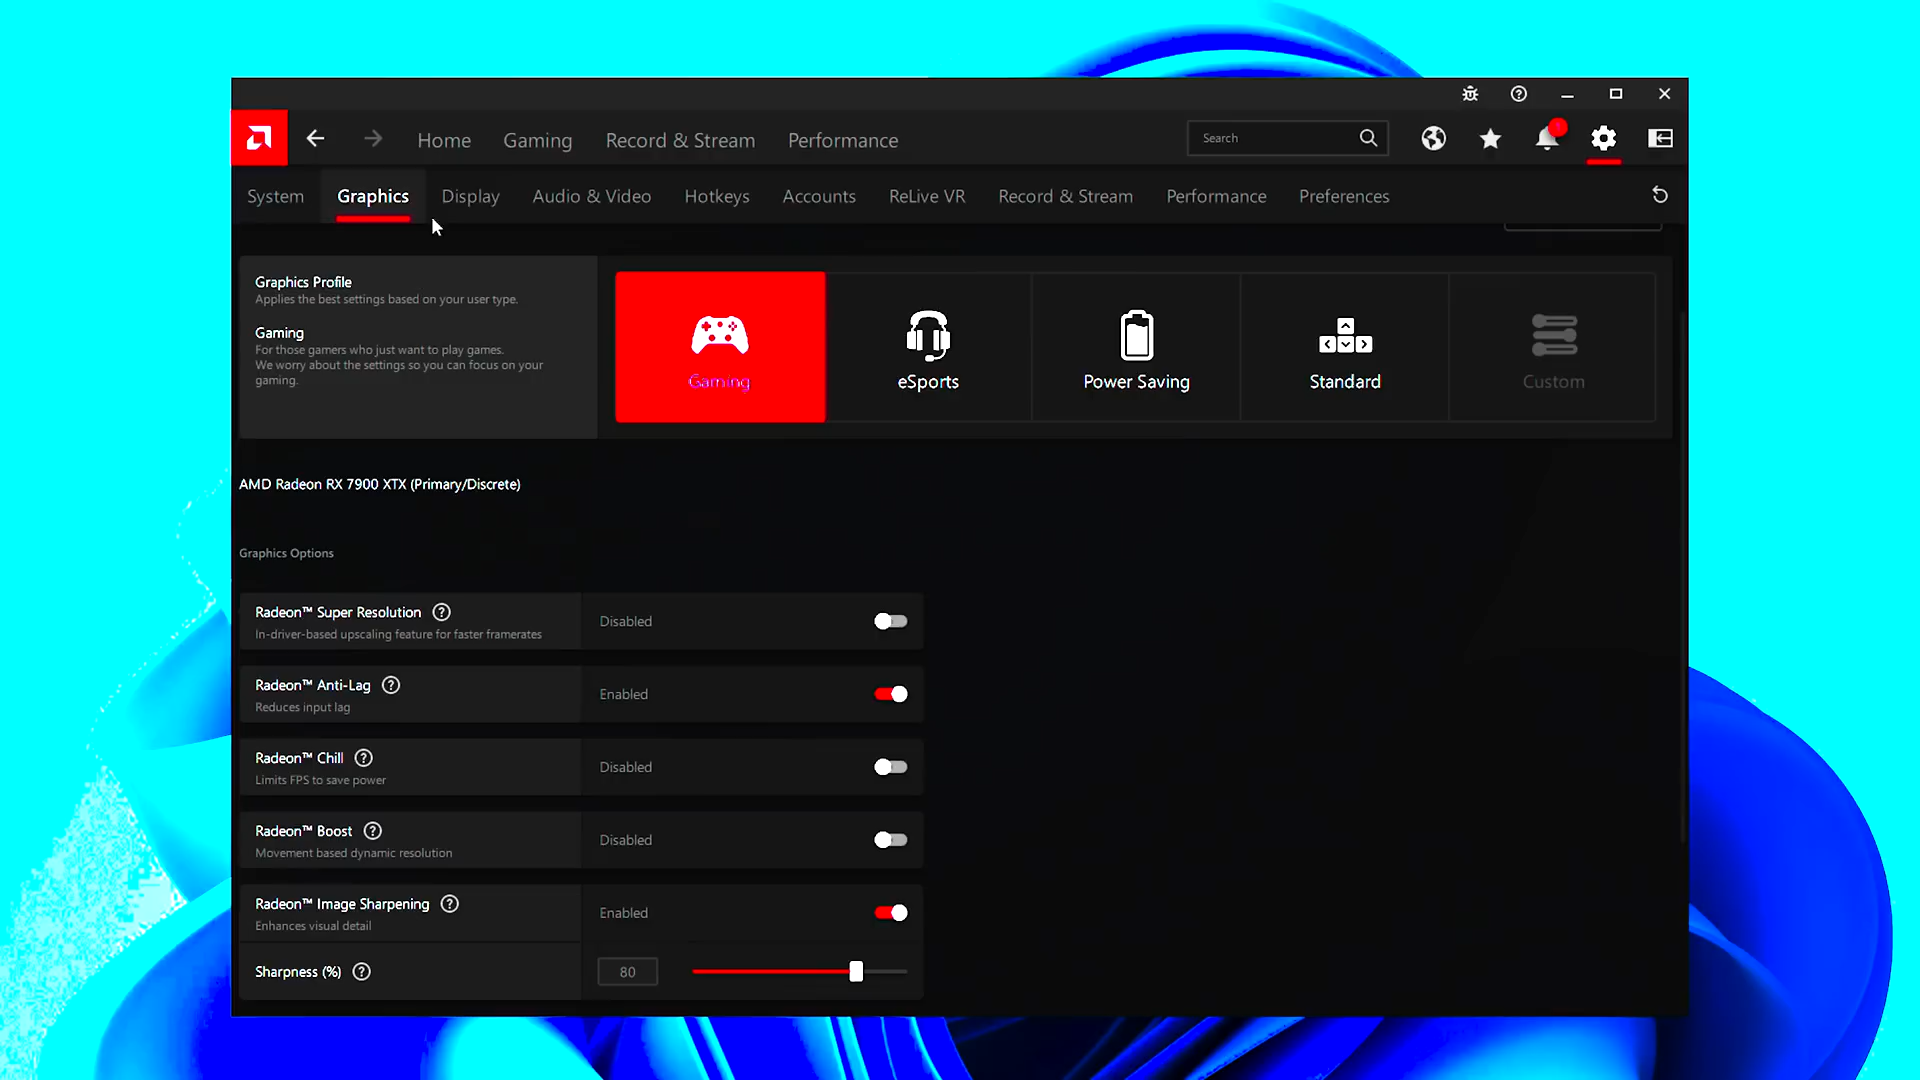 Home Gaming Record & Stream Performance Search
System Graphics Display Audio & Video Hotkeys Accounts ReLive VR Record & Stream Performance Preferences
Graphics Profile
Applies the best settings based on your user type.
Gaming
For those gamers who just want to play games.
We worry about the settings so you can focus on your
gaming.
Gaming eSports Power Saving Standard Custom
AMD Radeon RX 7900 XTX (Primary/Discrete)
Graphics Options
Radeon™ Super Resolution Disabled
In-driver-based upscaling feature for faster framerates
Radeon™ Anti-Lag Enabled
Reduces input lag
Radeon™ Chill Disabled
Limits FPS to save power
Radeon™ Boost Disabled
Movement based dynamic resolution
Radeon™ Image Sharpening Enabled
Enhances visual detail
Sharpness (%) 80